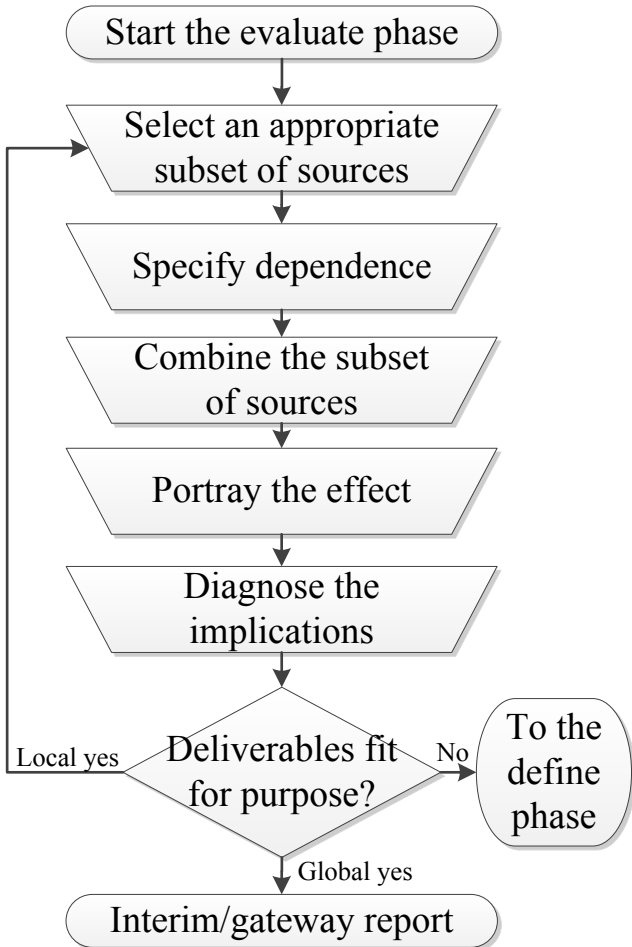 Start the evaluate phase
Select an appropriate
subset of sources
Specify dependence
Combine the subset
of sources
Portray the effect
Diagnose the
implications
Deliverables fit
for purpose?
Local yes
No
To the
define
phase
Global yes
Interim/gateway report